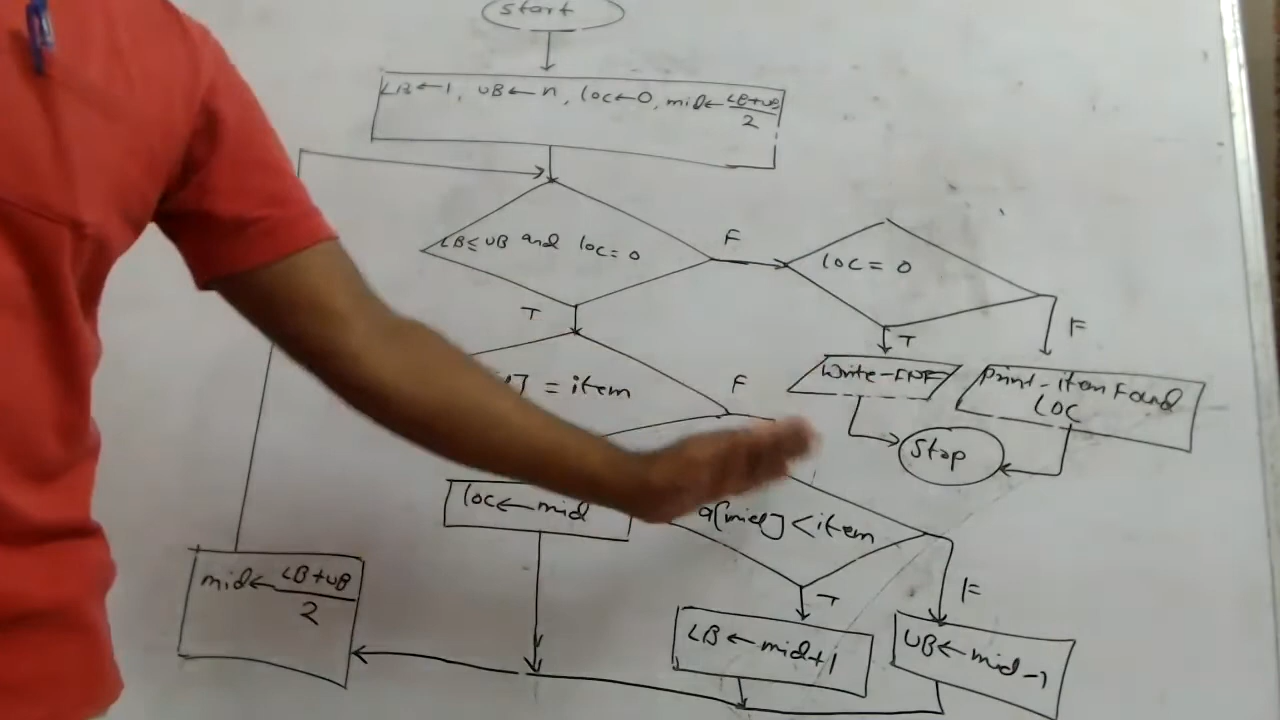 start
LB←1, UB←n, loc←0, mid←LB+UB
2
LB≤UB and loc=0
F
loc = 0
T
F
T
= item
F
Write-INF
Print-item Found
LOC
Stop
loc←mid
a[mid] < item
T
F
mid←LB+UB
2
LB←mid+1
UB←mid-1